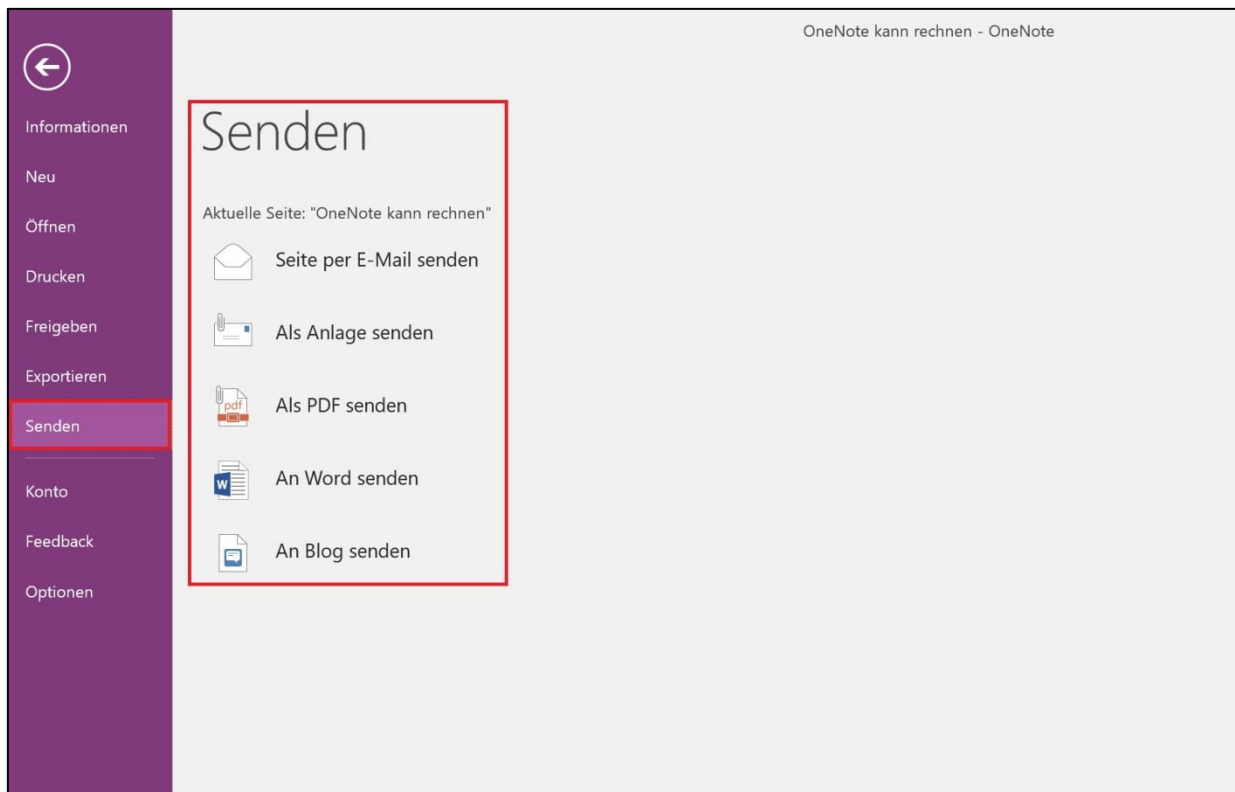 OneNote kann rechnen - OneNote
Informationen
Neu
Öffnen
Drucken
Freigeben
Exportieren
Senden
Konto
Feedback
Optionen
Senden
Aktuelle Seite: "OneNote kann rechnen"
Seite per E-Mail senden
Als Anlage senden
pdf
Als PDF senden
W
An Word senden
An Blog senden